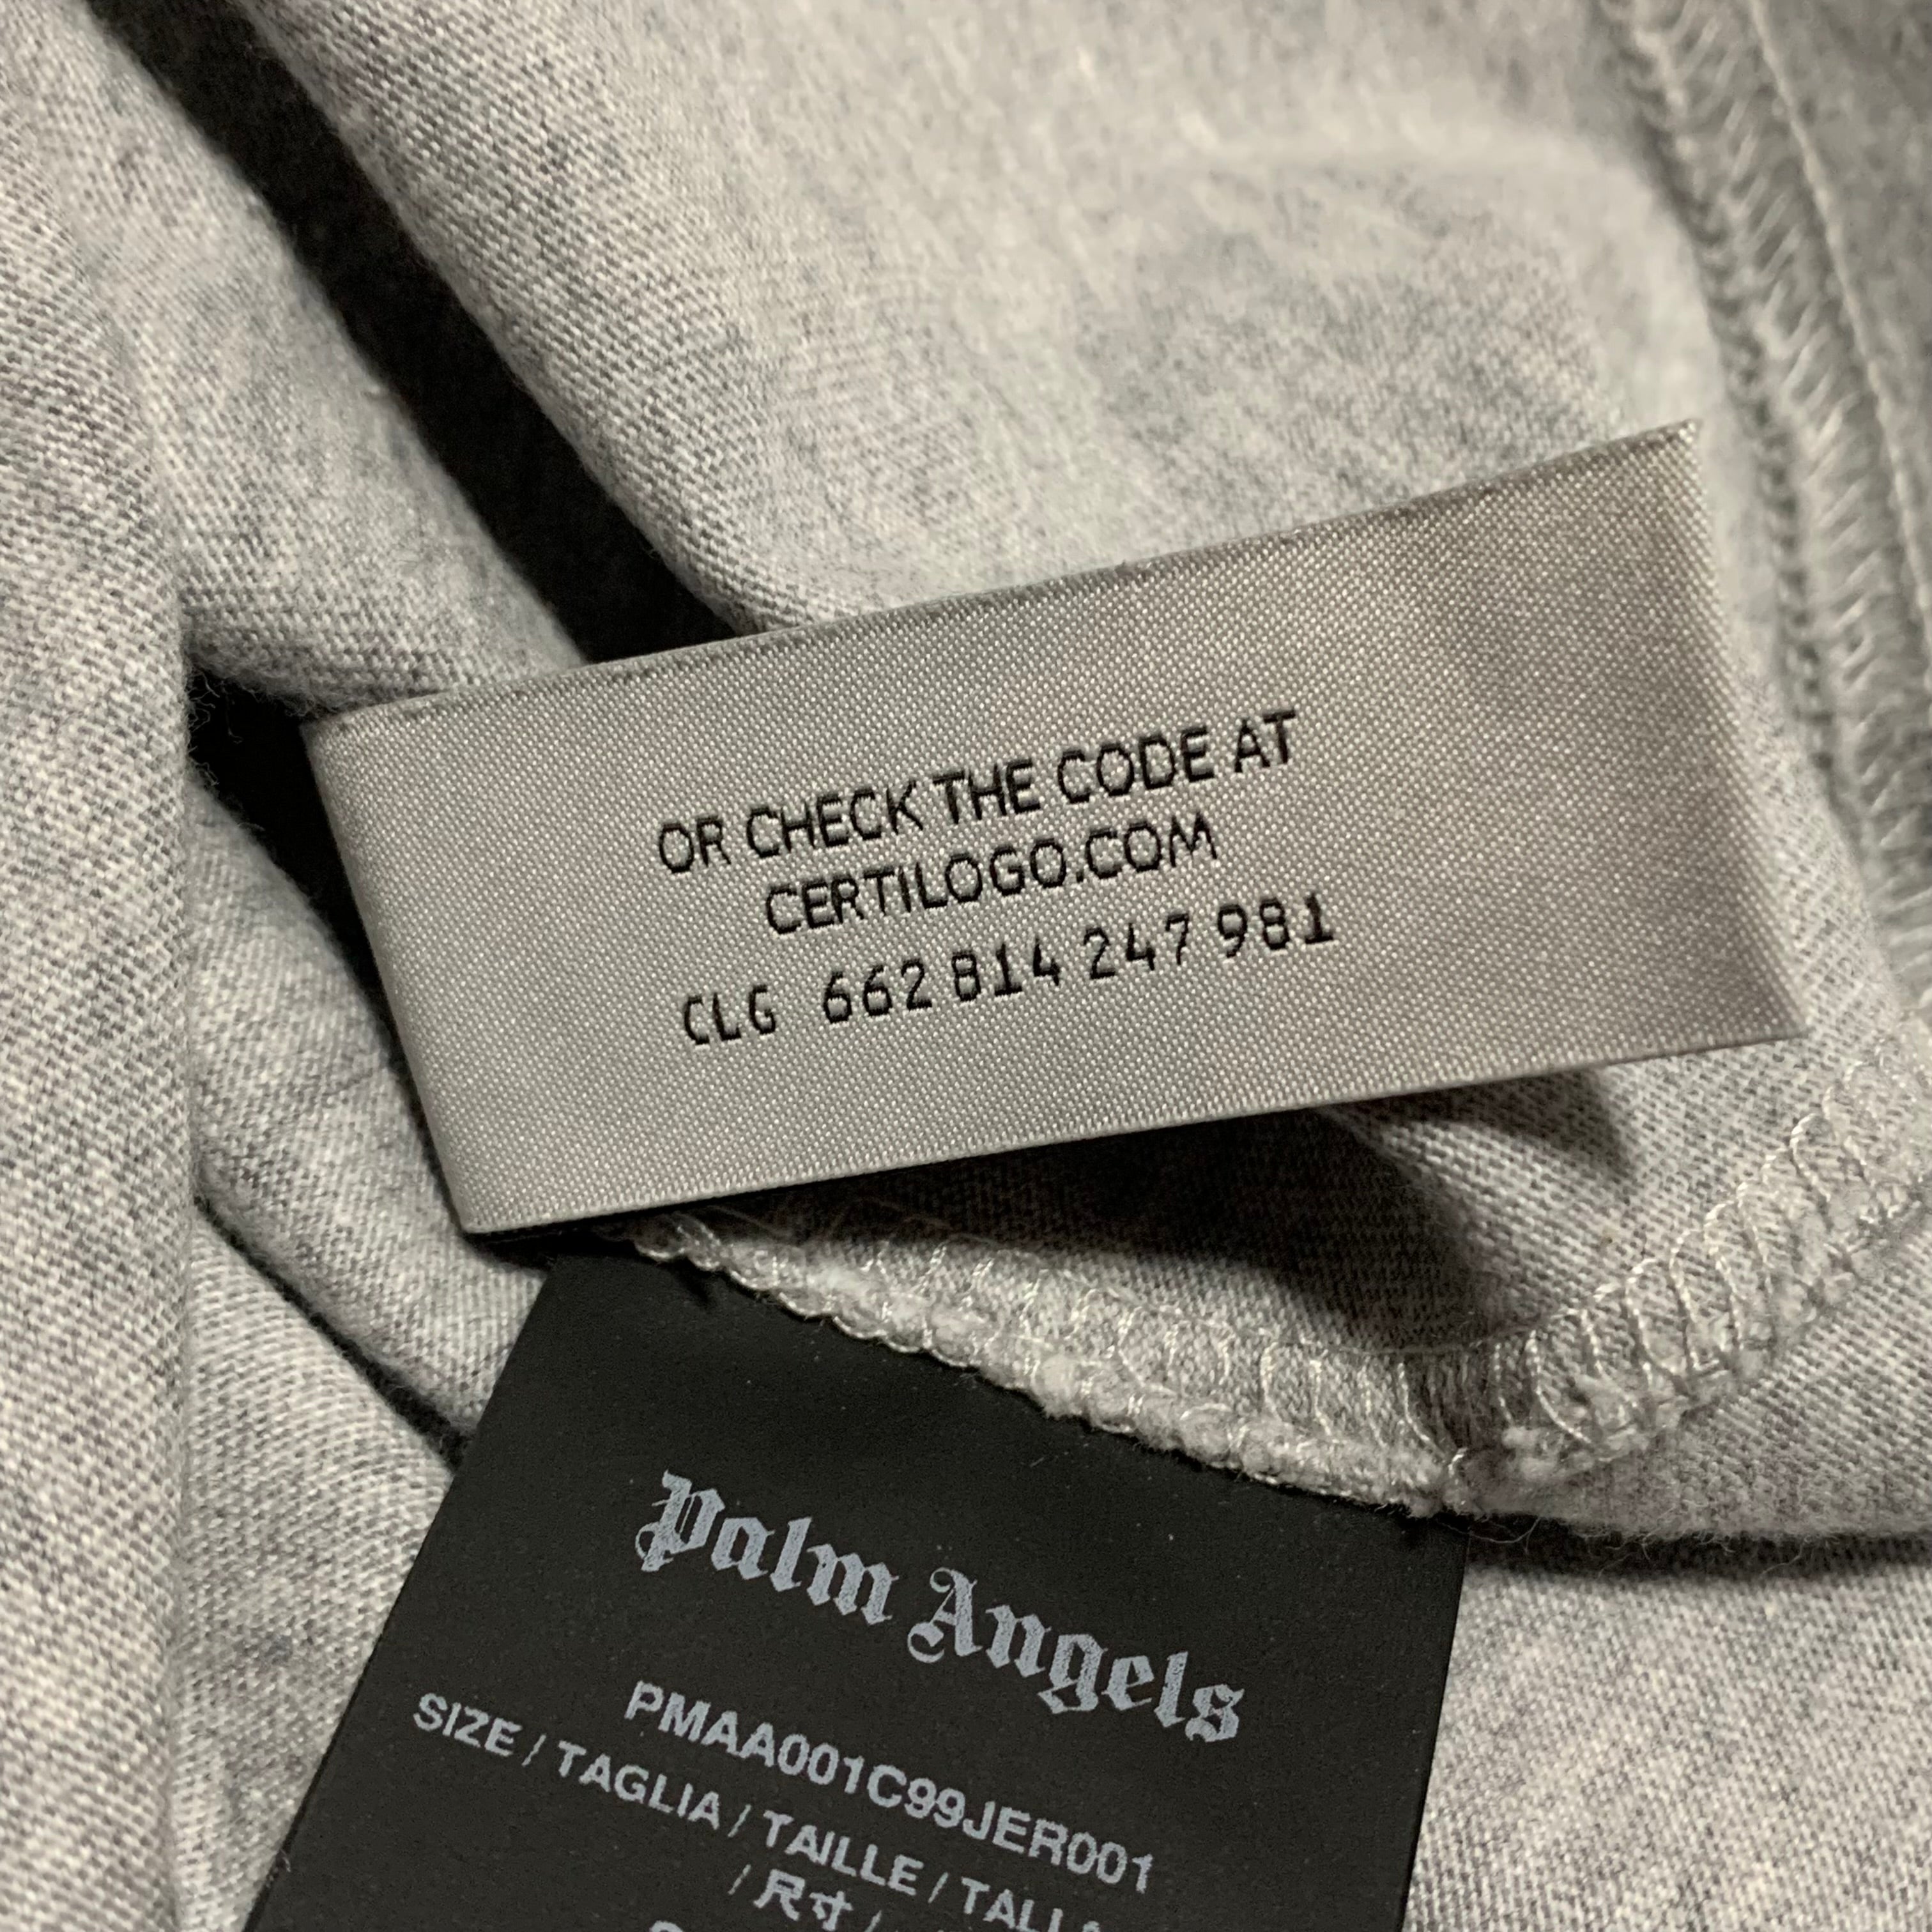 OR CHECK THE CODE AT
CERTILOGO.COM
CLG 662 814 247 981
Palm Angels
PMAA001C99JER001
SIZE / TAGLIA / TAILLE / TALLA
/ 尺寸 /